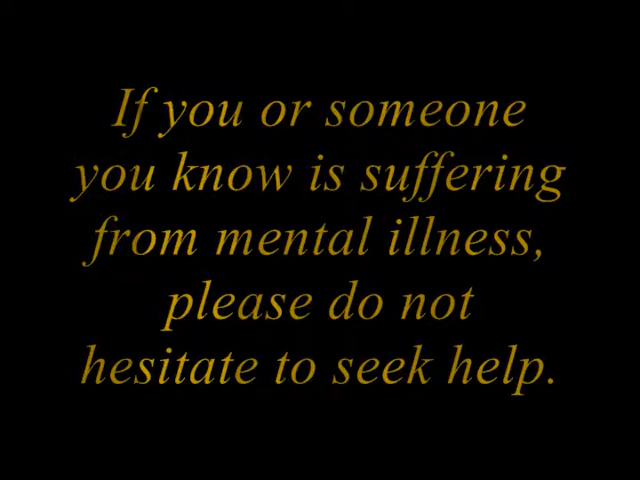 If you or someone
you know is suffering
from mental illness,
please do not
hesitate to seek help.